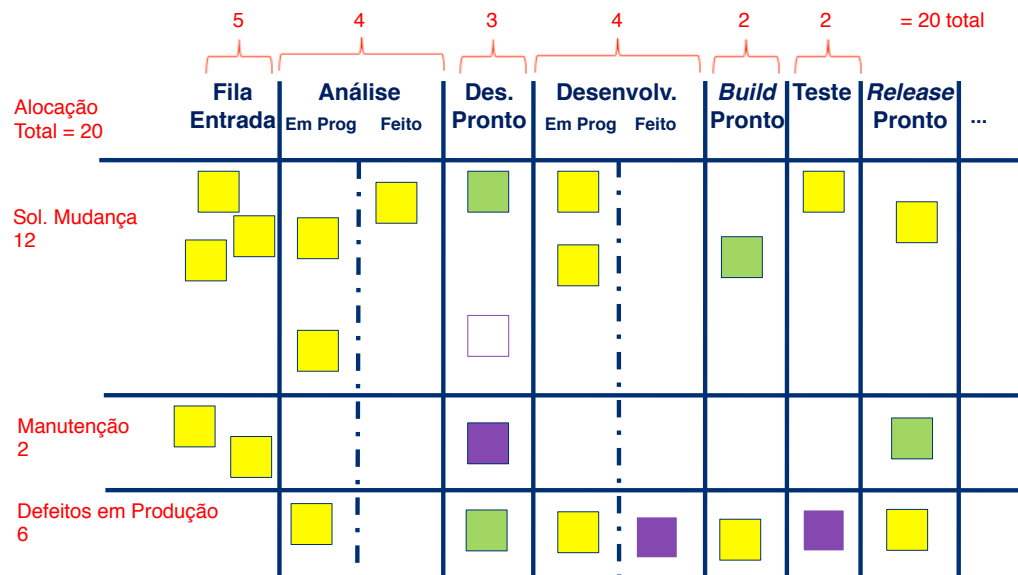 5 4 3 4 2 2 = 20 total
Alocação
Total = 20
Fila
Entrada
Análise
Em Prog Feito
Des.
Pronto
Desenvolv.
Em Prog Feito
Build
Pronto
Teste
Release
Pronto
...
Sol. Mudança
12
Manutenção
2
Defeitos em Produção
6